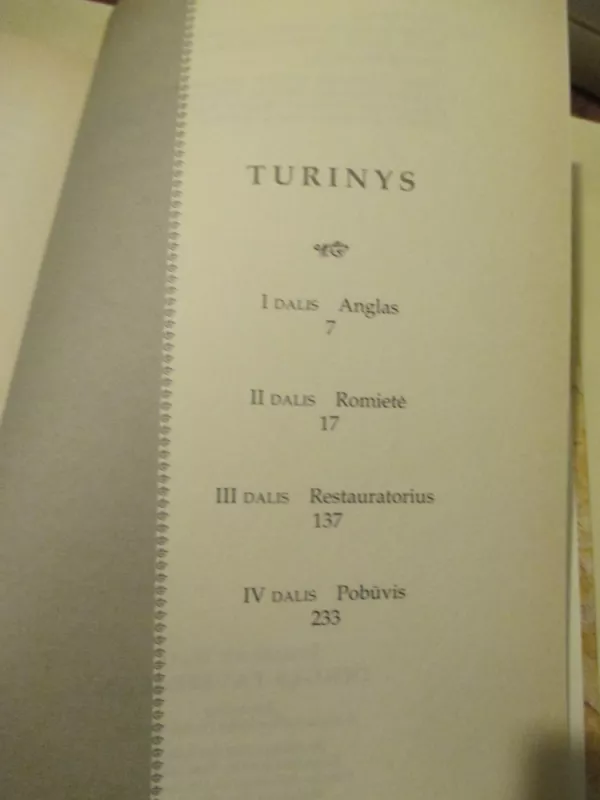 TURINYS
I DALIS Anglas
7
II DALIS Romietė
17
III DALIS Restauratorius
137
IV DALIS Pobūvis
233